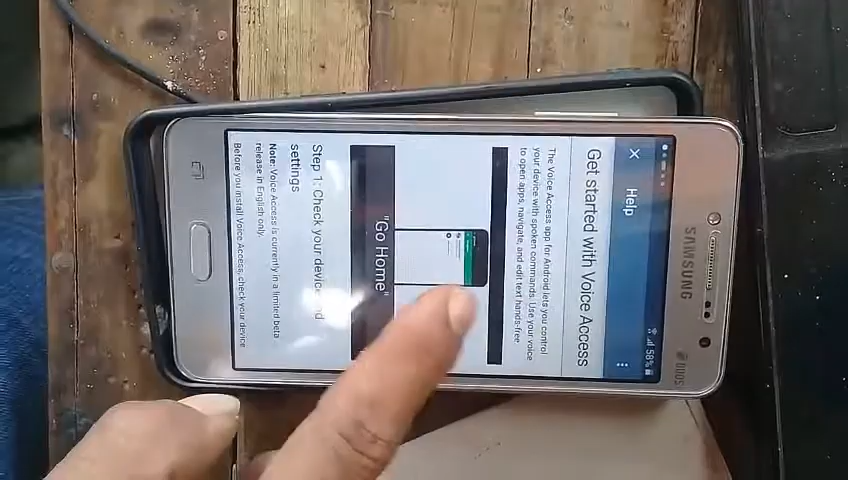 SAMSUNG
DUOS
58%
Help
Get started with Voice Access
The Voice Access app for Android lets you control
your device with spoken commands. Use your voice
to open apps, navigate, and edit text hands-free
"Go Home"
Step 1: Check your device and
settings
Note: Voice Access is currently in a limited beta
release in English only.
Before you install Voice Access, check your device